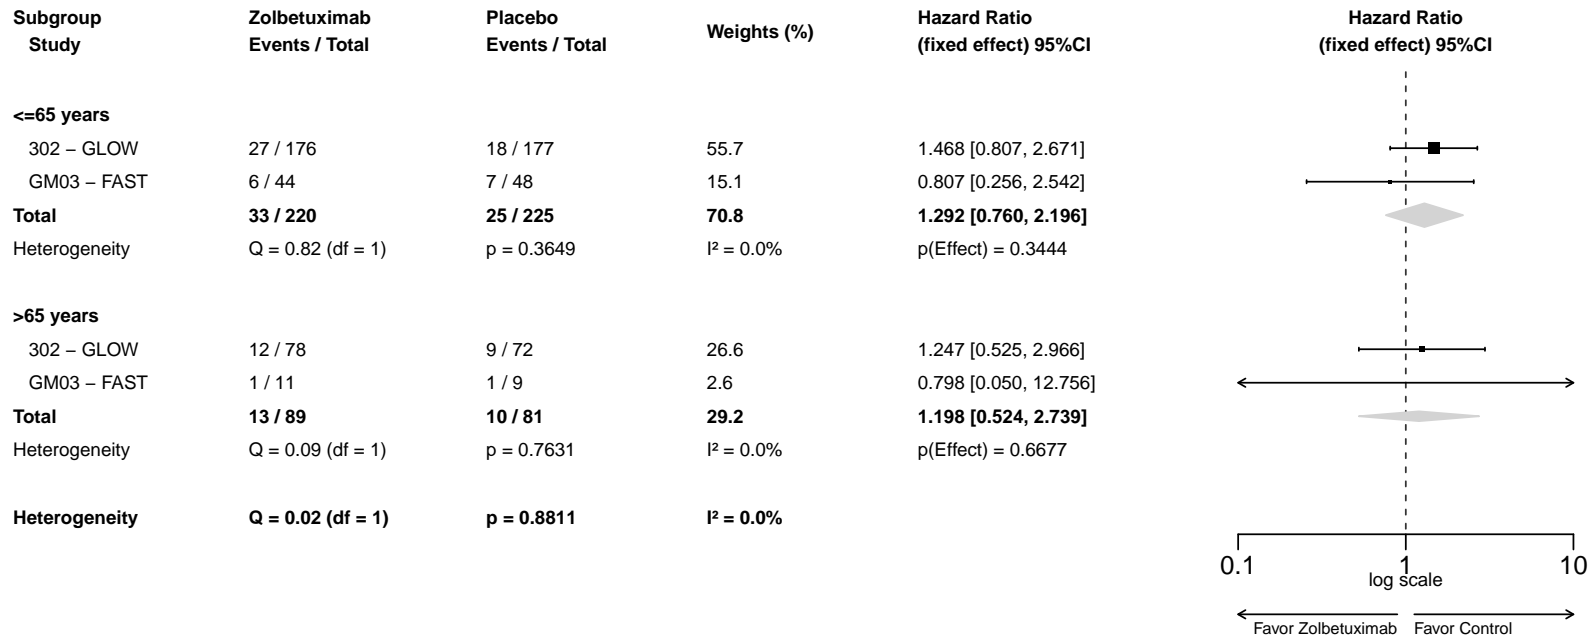 Subgroup Zolbetuximab Placebo Weights (%) Hazard Ratio Hazard Ratio
Study Events / Total Events / Total (fixed effect) 95%CI (fixed effect) 95%CI
<=65 years
302 – GLOW 27 / 176 18 / 177 55.7 1.468 [0.807, 2.671]
GM03 – FAST 6 / 44 7 / 48 15.1 0.807 [0.256, 2.542]
Total 33 / 220 25 / 225 70.8 1.292 [0.760, 2.196]
Heterogeneity Q = 0.82 (df = 1) p = 0.3649 I² = 0.0% p(Effect) = 0.3444
>65 years
302 – GLOW 12 / 78 9 / 72 26.6 1.247 [0.525, 2.966]
GM03 – FAST 1 / 11 1 / 9 2.6 0.798 [0.050, 12.756]
Total 13 / 89 10 / 81 29.2 1.198 [0.524, 2.739]
Heterogeneity Q = 0.09 (df = 1) p = 0.7631 I² = 0.0% p(Effect) = 0.6677
Heterogeneity Q = 0.02 (df = 1) p = 0.8811 I² = 0.0%
0.1 1 10
log scale
Favor Zolbetuximab Favor Control